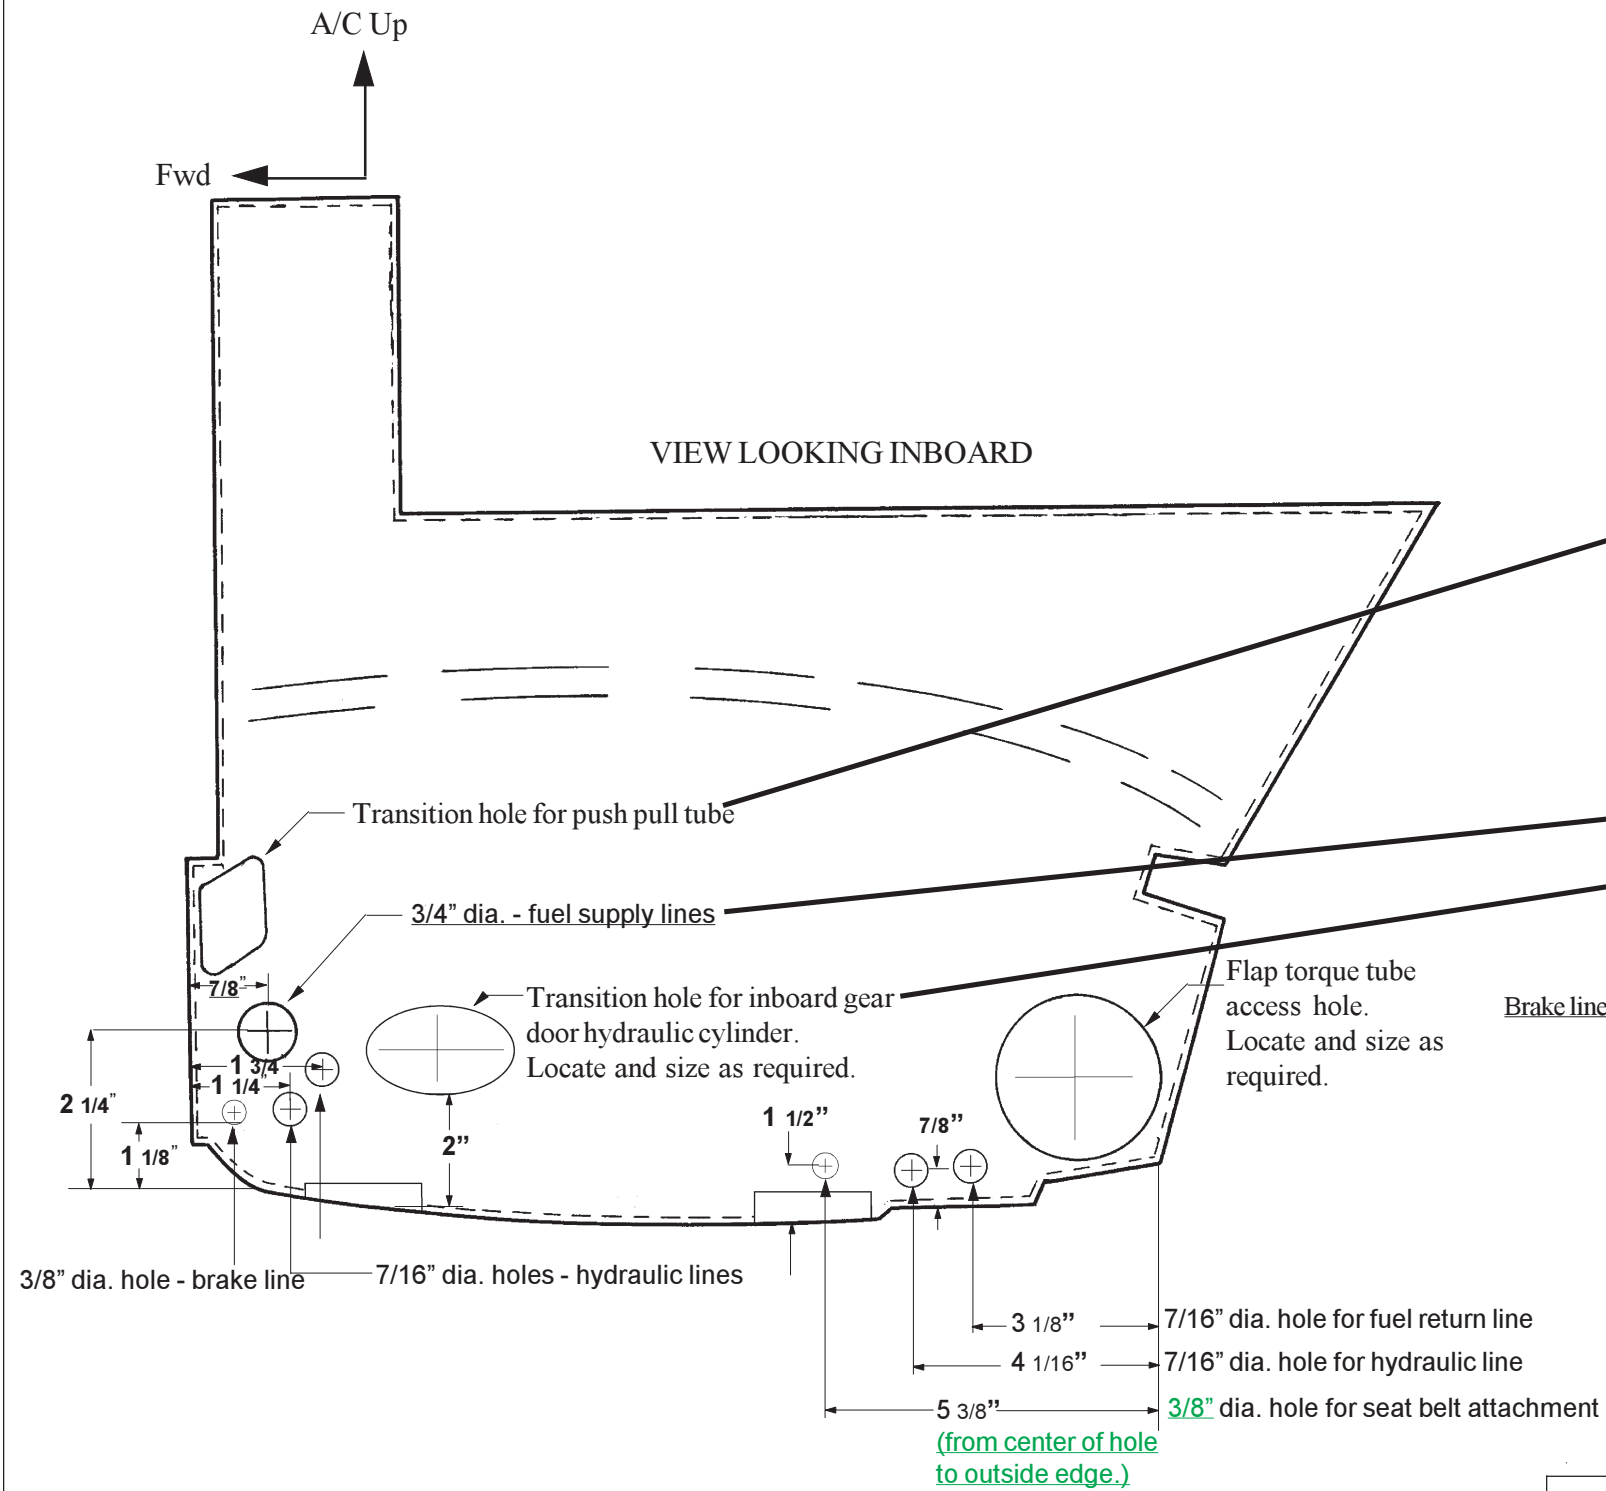 A/C Up
Fwd
VIEW LOOKING INBOARD
Transition hole for push pull tube
3/4” dia. - fuel supply lines
7/8”
Transition hole for inboard gear
door hydraulic cylinder.
Locate and size as required.
Flap torque tube
access hole.
Locate and size as
required.
Brake line
1 3/4
1 1/4”
2 1/4”
1 1/8”
2”
1 1/2”
7/8”
3/8” dia. hole - brake line
7/16” dia. holes - hydraulic lines
3 1/8”
7/16” dia. hole for fuel return line
4 1/16”
7/16” dia. hole for hydraulic line
5 3/8”
3/8” dia. hole for seat belt attachment
(from center of hole
to outside edge.)